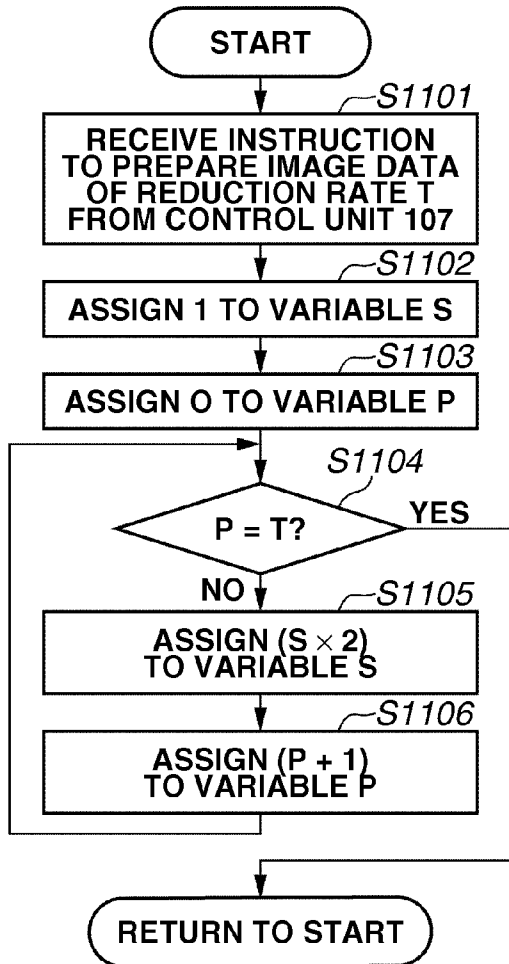 START
S1101
RECEIVE INSTRUCTION
TO PREPARE IMAGE DATA
OF REDUCTION RATE T
FROM CONTROL UNIT 107
S1102
ASSIGN 1 TO VARIABLE S
S1103
ASSIGN O TO VARIABLE P
S1104
P = T?
YES
NO
S1105
ASSIGN (S × 2)
TO VARIABLE S
S1106
ASSIGN (P + 1)
TO VARIABLE P
RETURN TO START